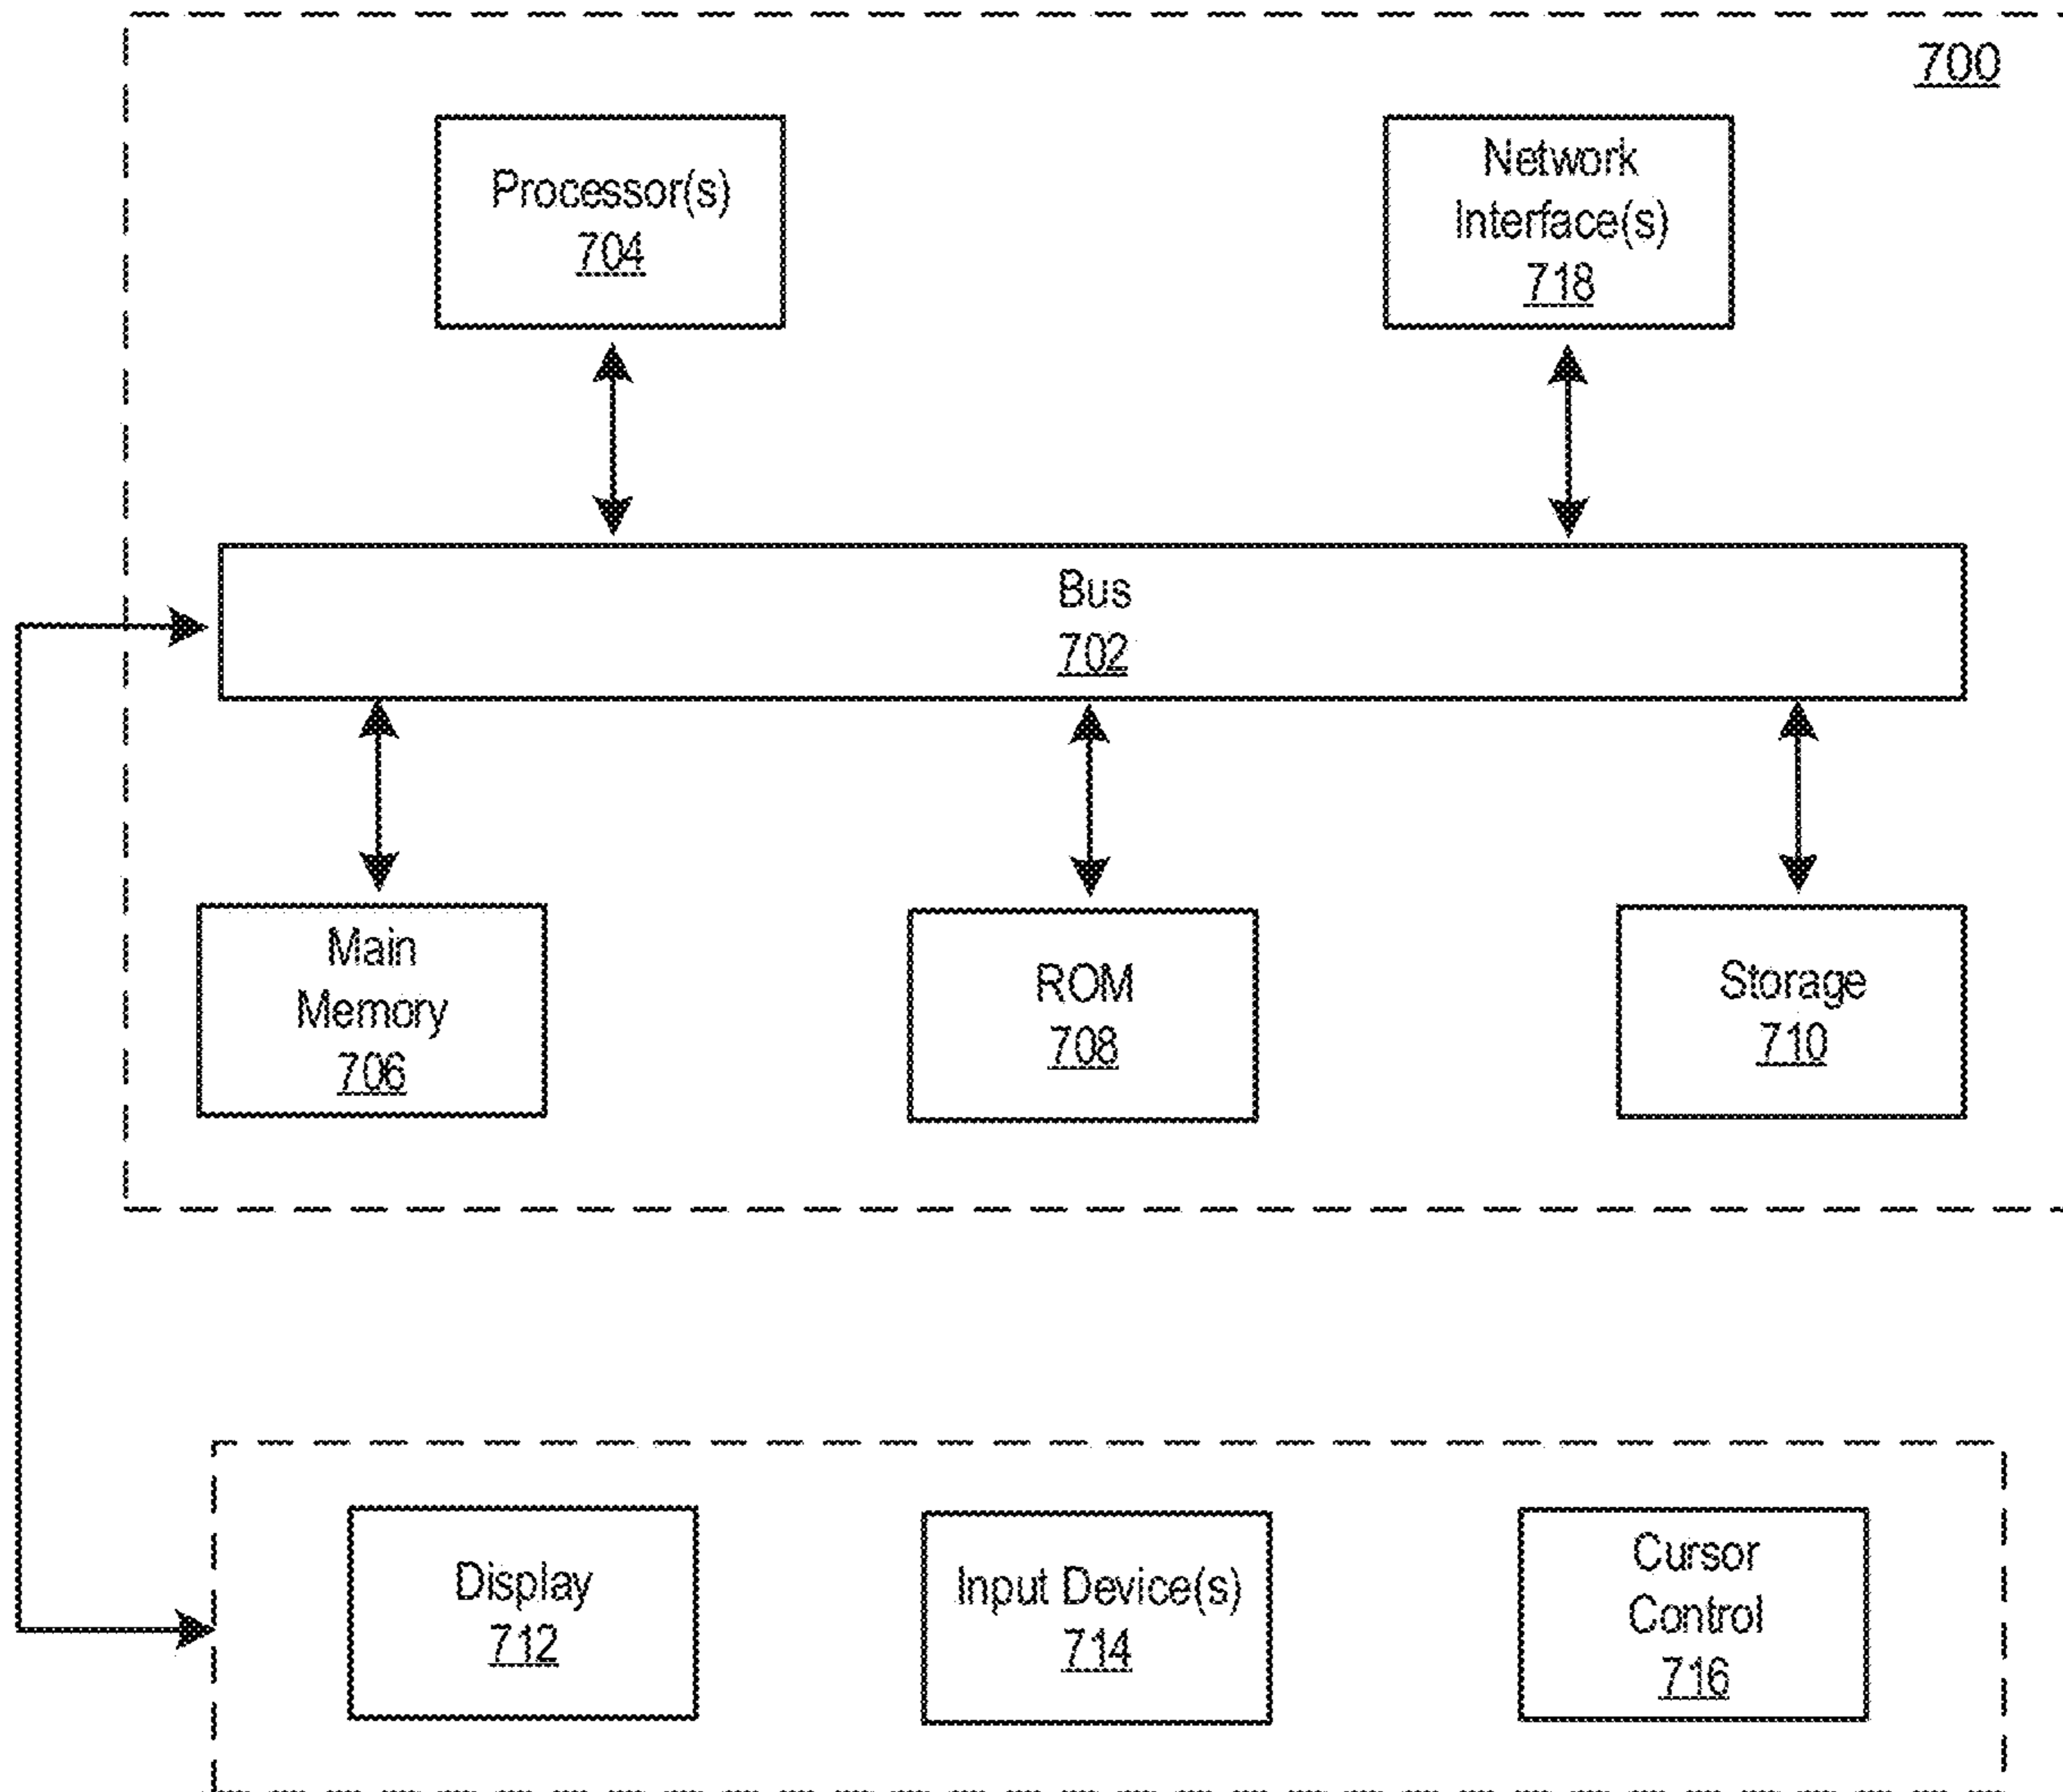 700
Processor(s)
704
Network
Interface(s)
718
Bus
702
Main
Memory
706
ROM
708
Storage
710
Display
712
Input Device(s)
714
Cursor
Control
716